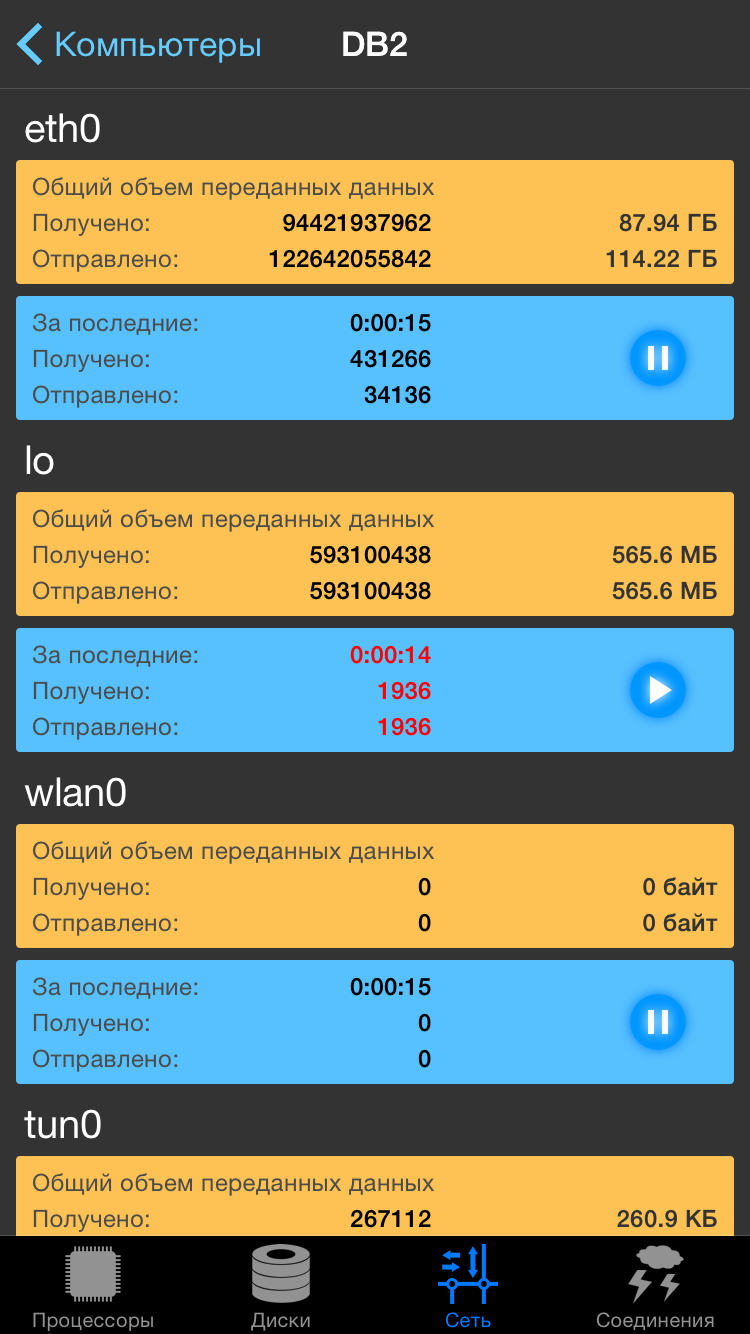 Компьютеры DB2
eth0
Общий объем переданных данных
Получено: 94421937962 87.94 ГБ
Отправлено: 122642055842 114.22 ГБ
За последние: 0:00:15
Получено: 431266
Отправлено: 34136
lo
Общий объем переданных данных
Получено: 593100438 565.6 МБ
Отправлено: 593100438 565.6 МБ
За последние: 0:00:14
Получено: 1936
Отправлено: 1936
wlan0
Общий объем переданных данных
Получено: 0 0 байт
Отправлено: 0 0 байт
За последние: 0:00:15
Получено: 0
Отправлено: 0
tun0
Общий объем переданных данных
Получено: 267112 260.9 КБ
Процессоры Диски Сеть Соединения